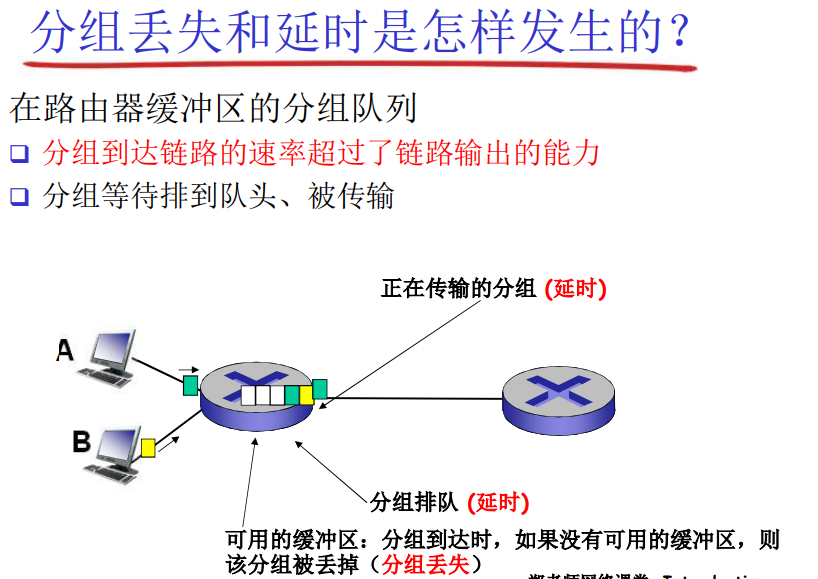 分组丢失和延时是怎样发生的？
在路由器缓冲区的分组队列
分组到达链路的速率超过了链路输出的能力
分组等待排到队头、被传输
正在传输的分组 (延时)
A
B
分组排队 (延时)
可用的缓冲区：分组到达时，如果没有可用的缓冲区，则
该分组被丢掉（分组丢失）